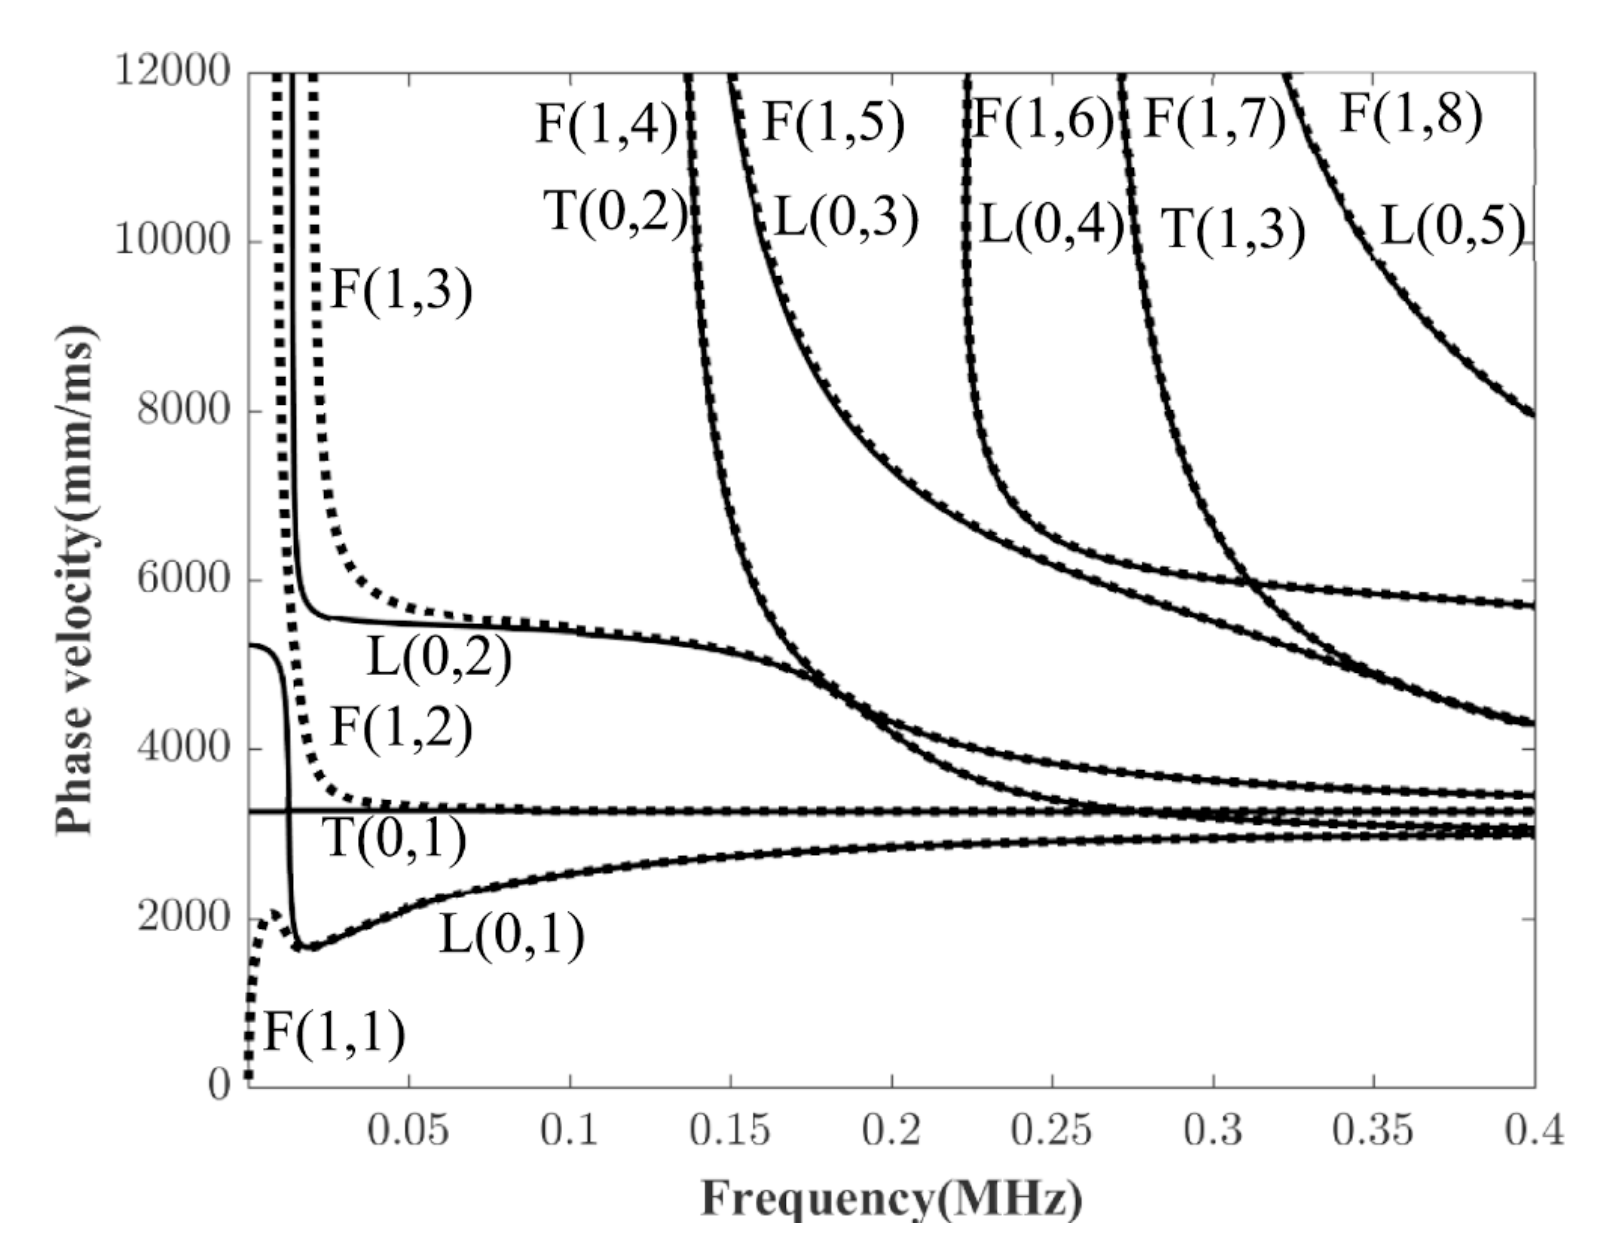 12000
10000
8000
6000
4000
2000
0
Phase velocity(mm/ms)
F(1,4)
F(1,5)
F(1,6)
F(1,7)
F(1,8)
T(0,2)
L(0,3)
L(0,4)
T(1,3)
L(0,5)
F(1,3)
L(0,2)
F(1,2)
T(0,1)
L(0,1)
F(1,1)
0.05
0.1
0.15
0.2
0.25
0.3
0.35
0.4
Frequency(MHz)